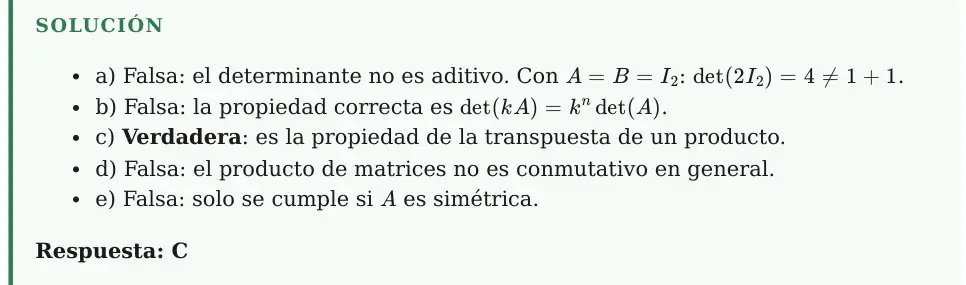 SOLUCIÓN
• a) Falsa: el determinante no es aditivo. Con A = B = I₂: det(2I₂) = 4 ≠ 1 + 1.
• b) Falsa: la propiedad correcta es det(kA) = kⁿ det(A).
• c) Verdadera: es la propiedad de la transpuesta de un producto.
• d) Falsa: el producto de matrices no es conmutativo en general.
• e) Falsa: solo se cumple si A es simétrica.
Respuesta: C